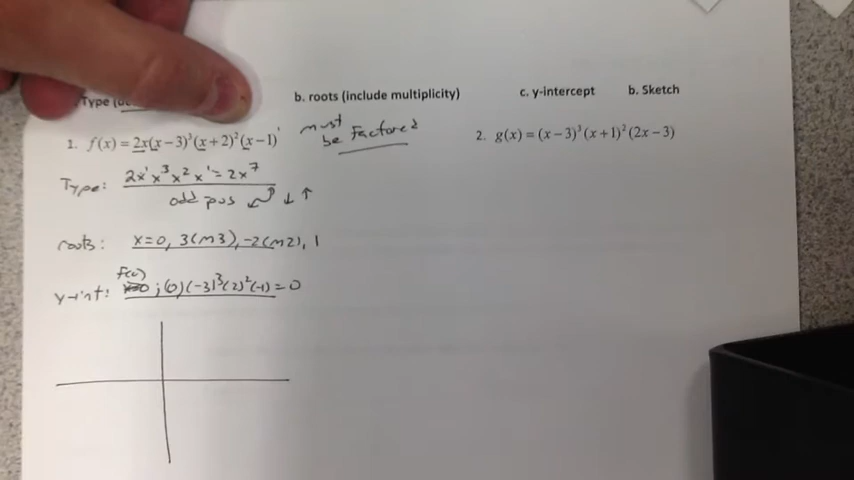 Type b. roots (include multiplicity) c. y-intercept b. Sketch
1. f(x) = 2x(x−3)³(x+2)²(x−1)¹ must be Factored
2. g(x) = (x−3)³(x+1)²(2x−3)
Type: 2x¹x³x²x¹ = 2x⁷
odd pos ↙ ↓ ↑
roots: x=0, 3(m3), -2(m2), 1
f(0)
y-int: ; (0)(-3)³(2)²(-1) = 0